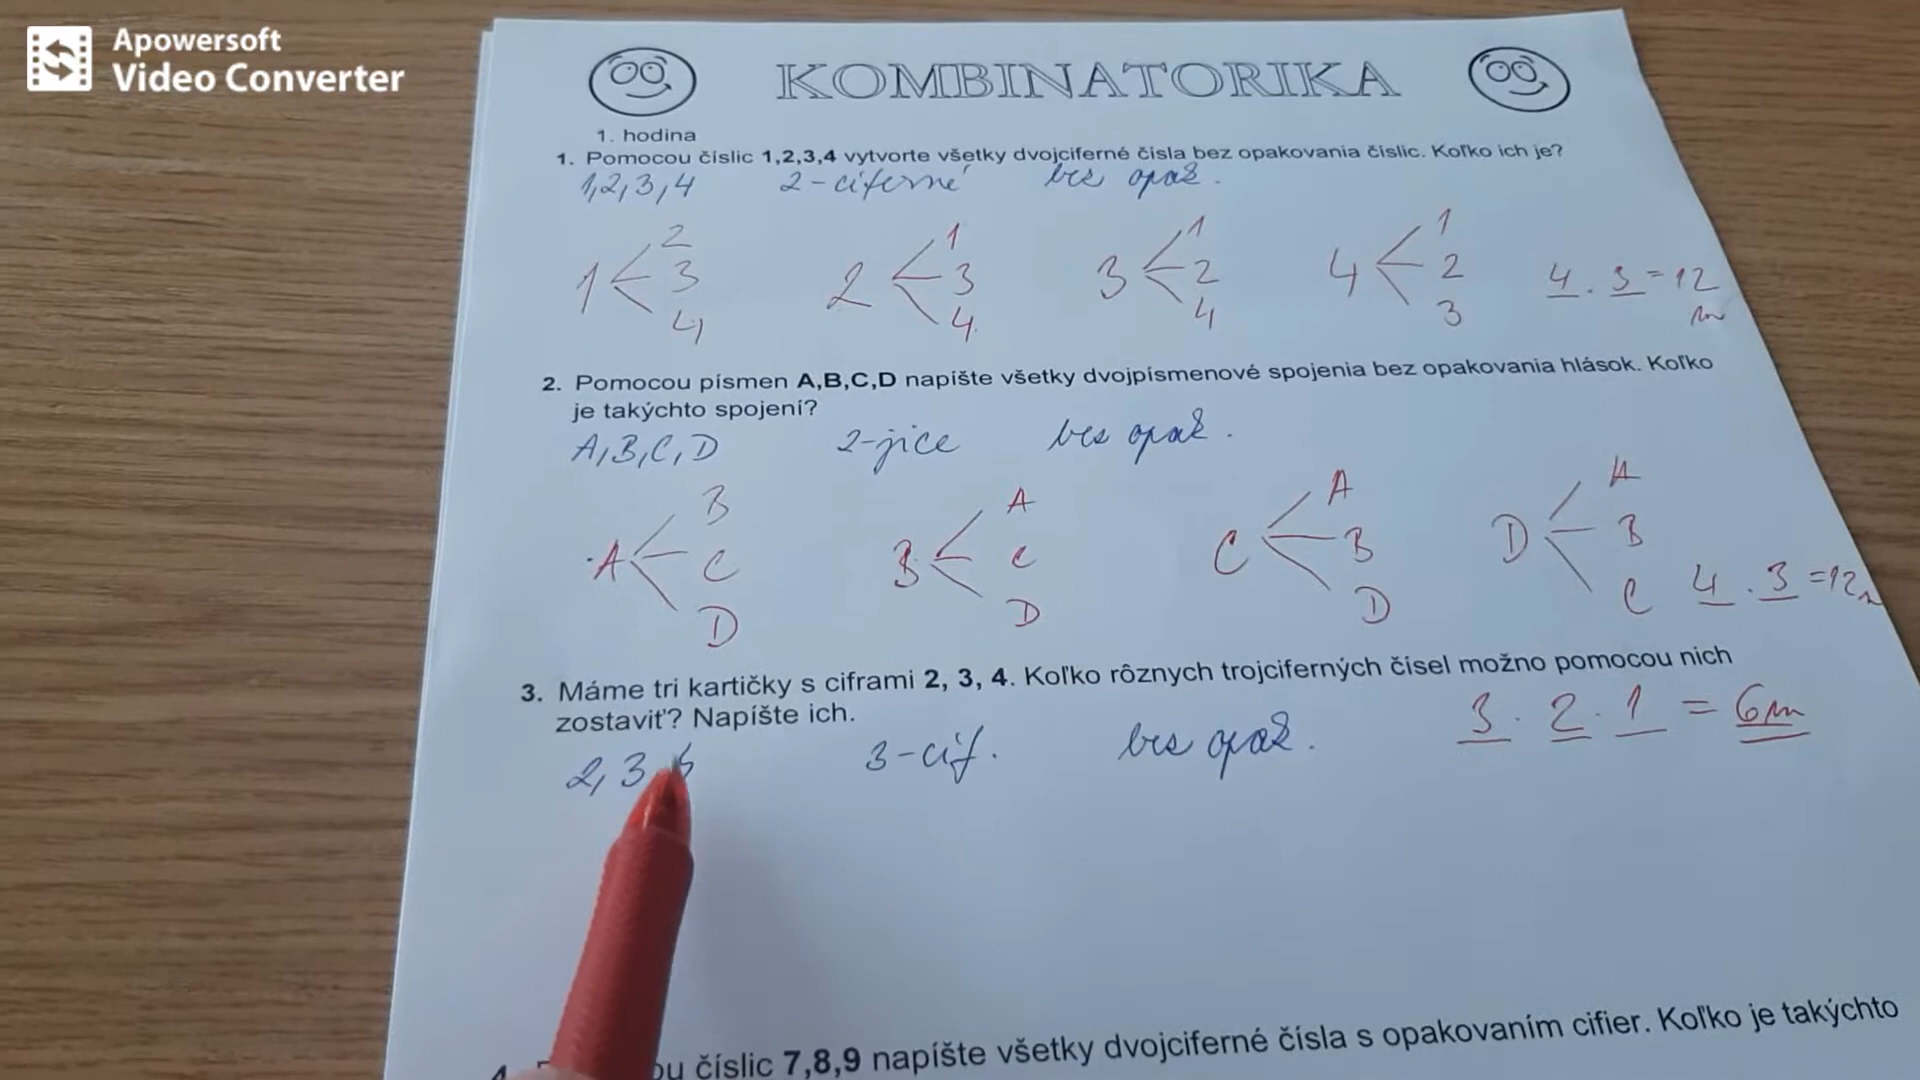 Apowersoft
Video Converter
KOMBINATORIKA
1. hodina
1. Pomocou číslic 1,2,3,4 vytvorte všetky dvojciferné čísla bez opakovania číslic. Koľko ich je?
1,2,3,4 2-ciferné bez opak.
1 2 3 4
2 1 3 4
3 1 2 4
4 1 2 3
4 . 3 = 12
2. Pomocou písmen A,B,C,D napíšte všetky dvojpísmenové spojenia bez opakovania hlások. Koľko
je takýchto spojení?
A,B,C,D 2-jice bez opak.
A B C D
B A C D
C A B D
D A B C
4 . 3 = 12
3. Máme tri kartičky s ciframi 2, 3, 4. Koľko rôznych trojciferných čísel možno pomocou nich
zostaviť? Napíšte ich.
3 . 2 . 1 = 6
2, 3 3-cif. bez opak.
číslic 7,8,9 napíšte všetky dvojciferné čísla s opakovaním cifier. Koľko je takýchto